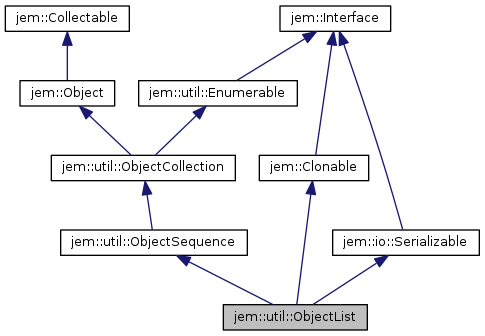 jem::Collectable
jem::Interface
jem::Object
jem::util::Enumerable
jem::util::ObjectCollection
jem::Clonable
jem::util::ObjectSequence
jem::io::Serializable
jem::util::ObjectList